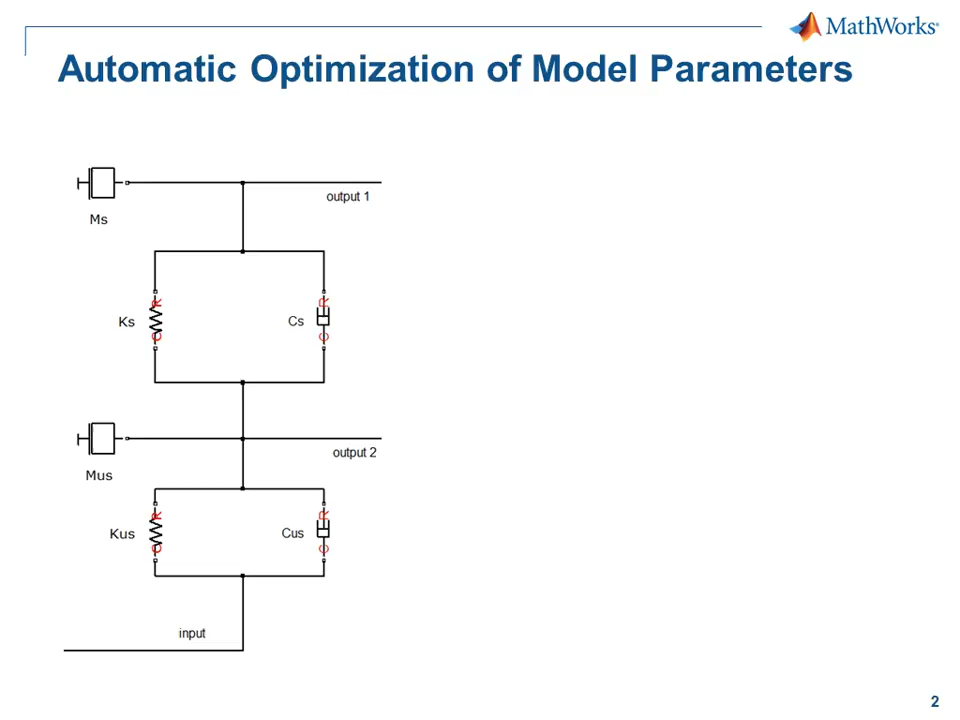 MathWorks®
Automatic Optimization of Model Parameters
output 1
Ms
R
R
Ks
Cs
C
C
output 2
Mus
R
R
Kus
Cus
C
C
input
2